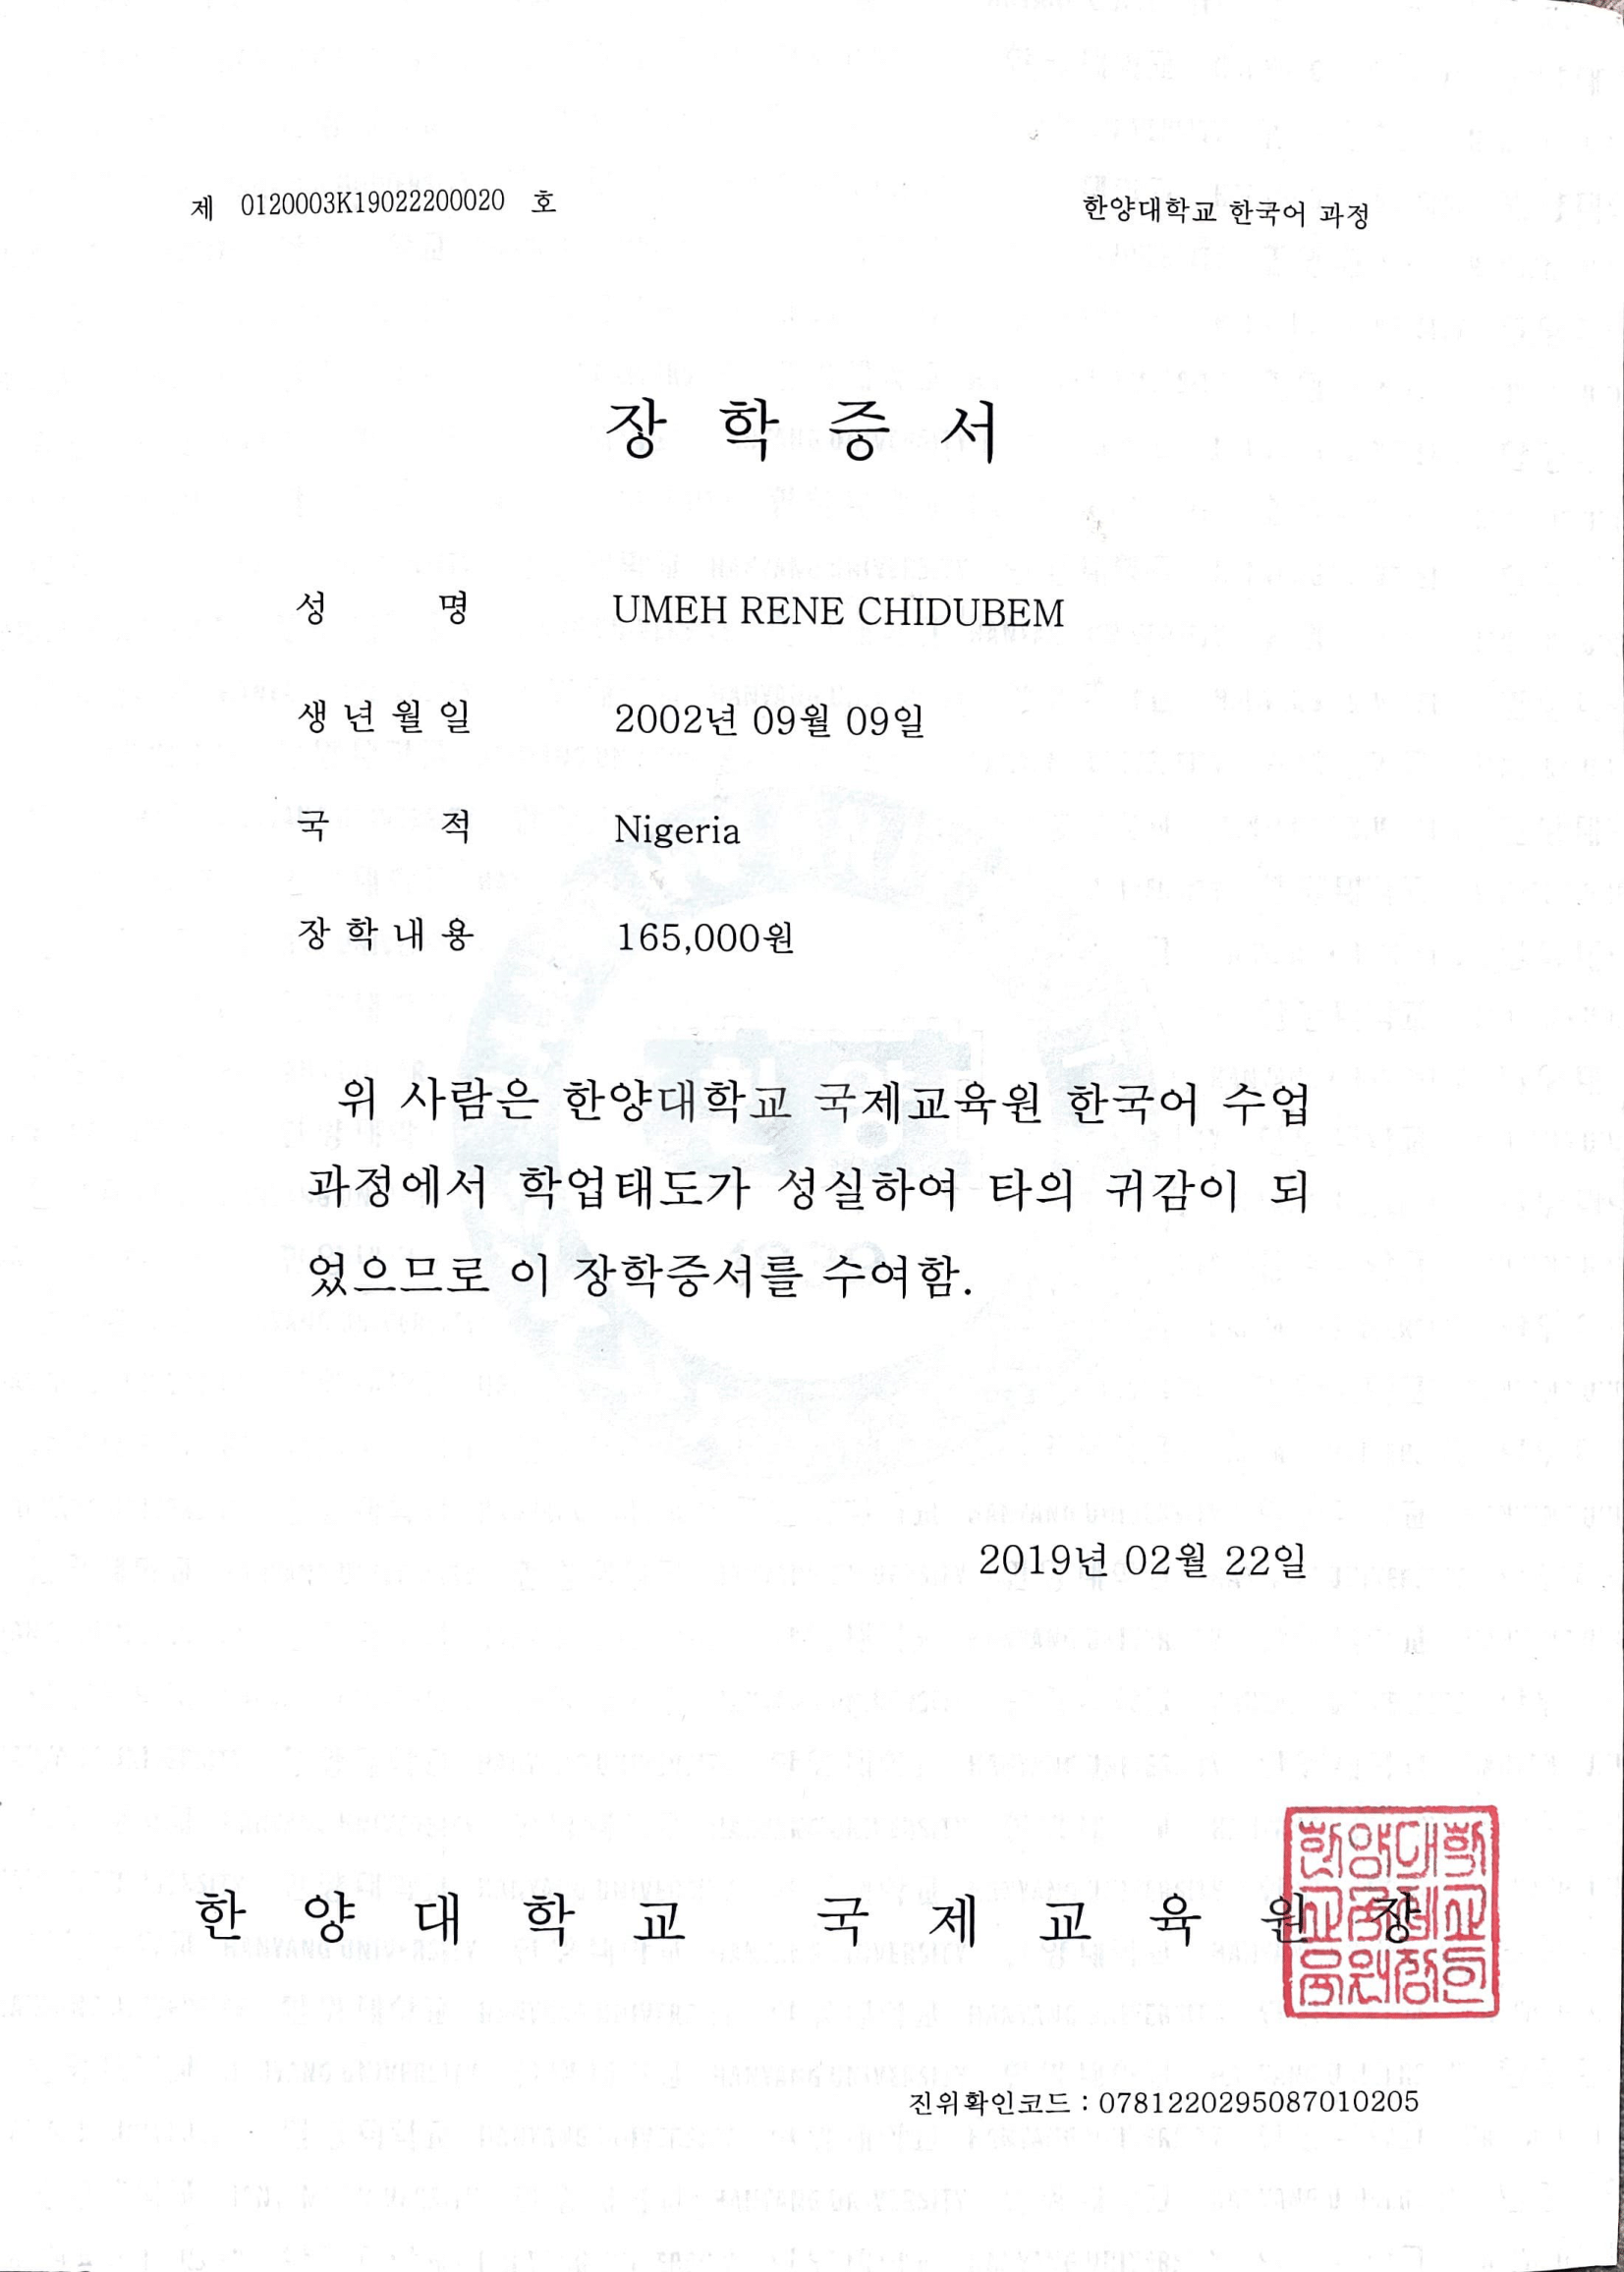 제 0120003K19022200020 호
한양대학교 한국어 과정
장 학 증 서
성 명 UMEH RENE CHIDUBEM
생 년 월 일 2002년 09월 09일
국 적 Nigeria
장 학 내 용 165,000원
위 사람은 한양대학교 국제교육원 한국어 수업
과정에서 학업태도가 성실하여 타의 귀감이 되
었으므로 이 장학증서를 수여함.
2019년 02월 22일
한 양 대 학 교 국 제 교 육 원 장
한양대학
교국제교
육원장인
진위확인코드 : 0781220295087010205